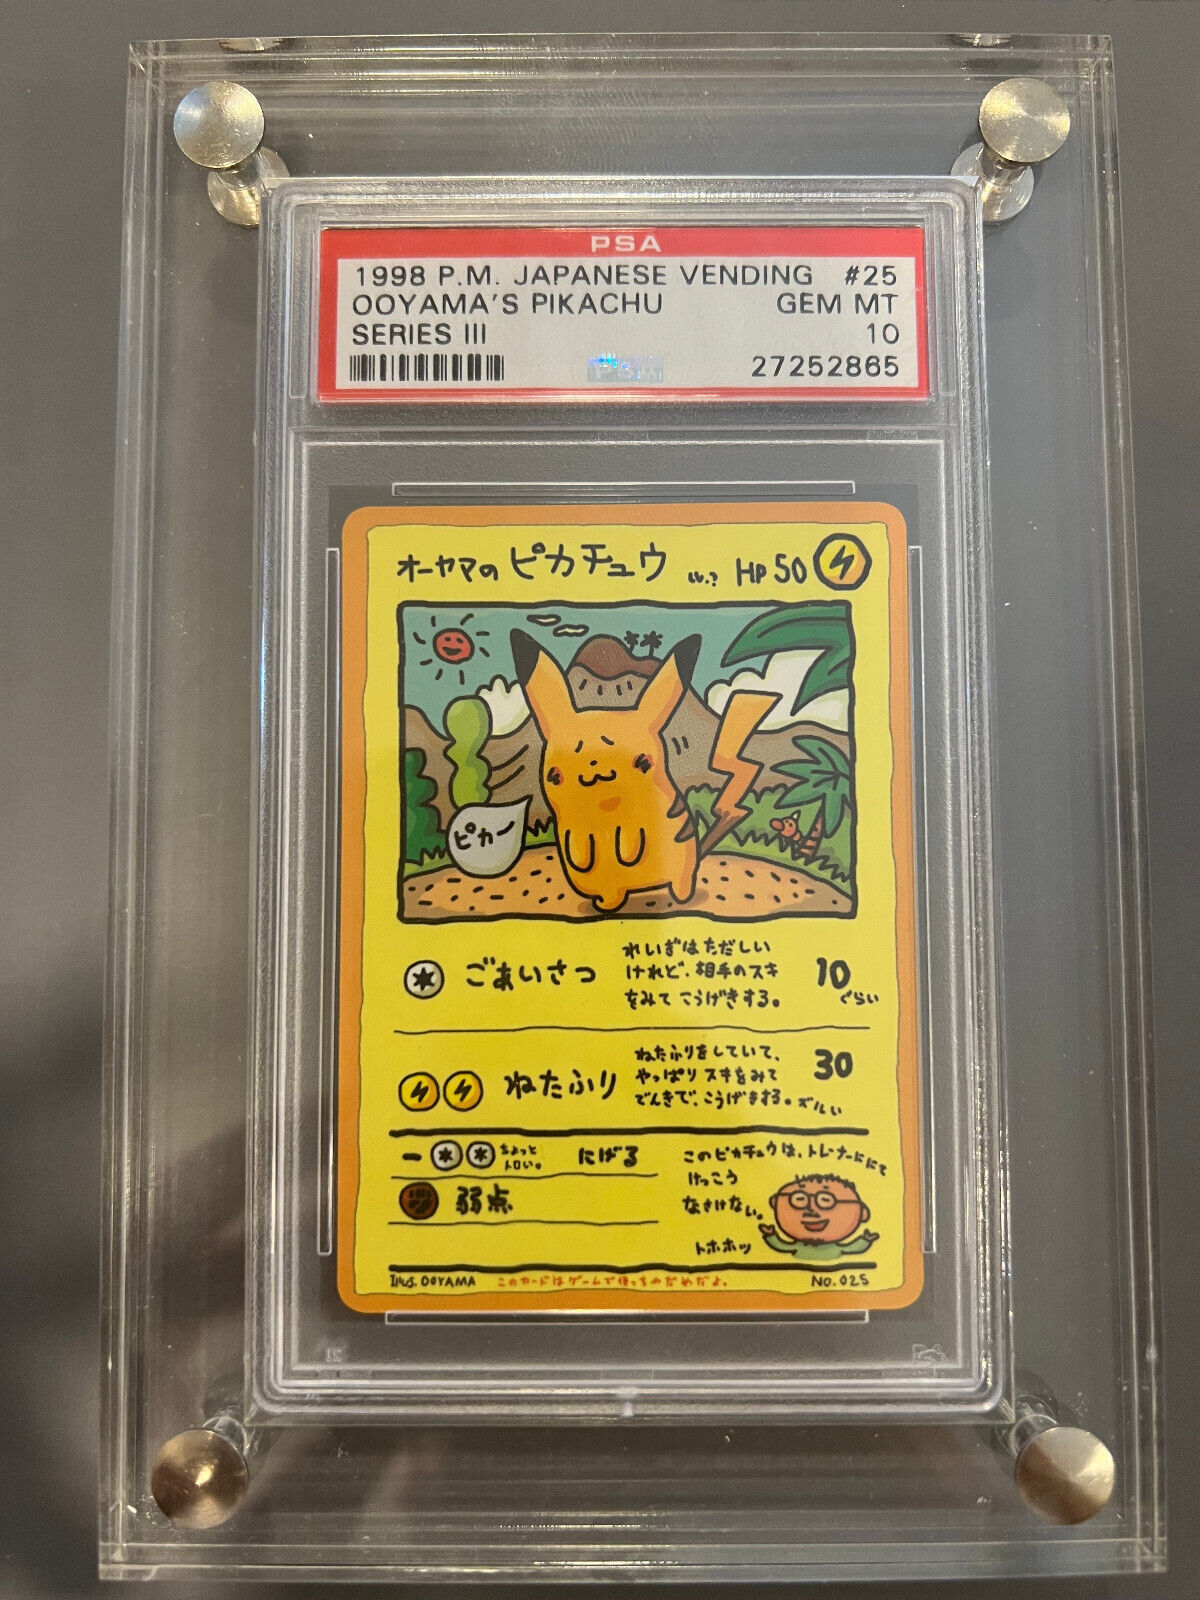 PSA
1998 P.M. JAPANESE VENDING #25
OOYAMA'S PIKACHU GEM MT
SERIES III 10
27252865
オーヤマの ピカチュウ Lv.? HP 50
ピカー
ごあいさつ
れいぎはただしい
けれど、相手のスキ
をみて こうげきする。
10
ぐらい
ねたふり
ねたふりをしていて、
やっぱり スキをみて
でんきで、こうげきする。ズルい
30
ちょっと
トロい。
にげる
弱点
このピカチュウは、トレーナーににて
けっこう
なさけない。
トホホッ
Illus. OOYAMA このカードはゲームで使っちゃだめだよ。 NO.025